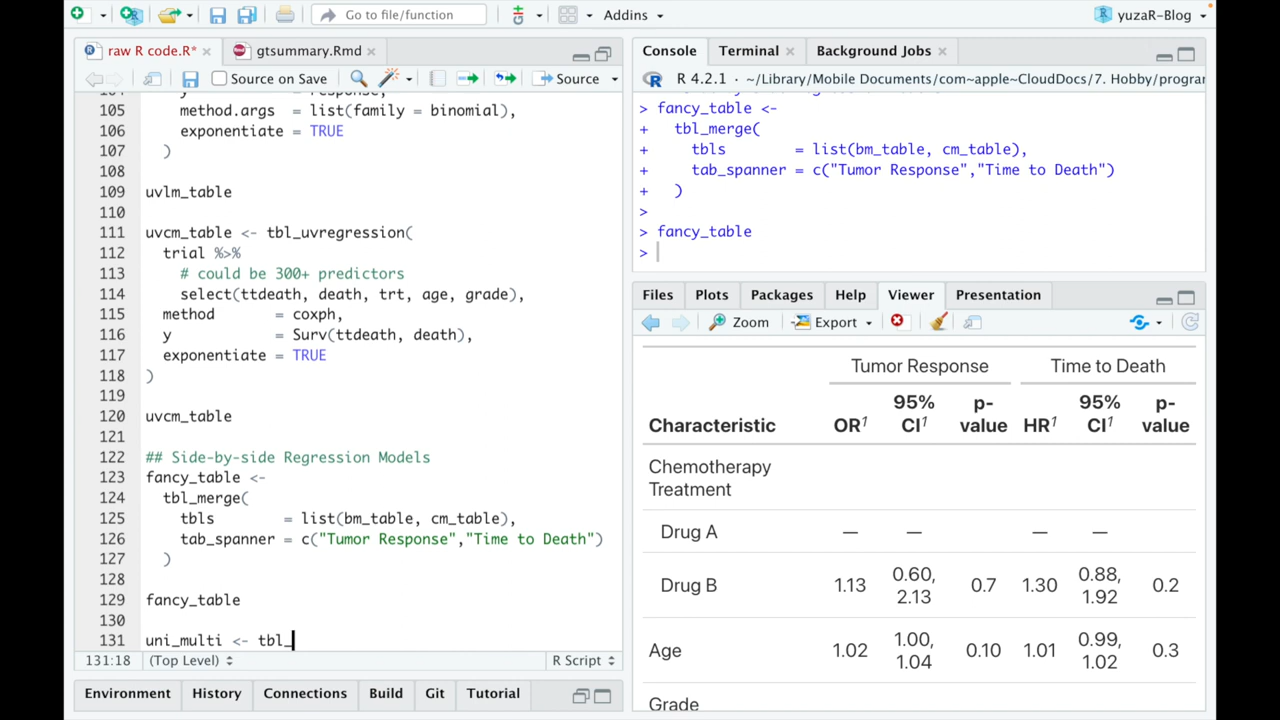 Go to file/function
Addins
yuzaR-Blog
raw R code.R*
gtsummary.Rmd
Source on Save
Source
105 method.args = list(family = binomial),
106 exponentiate = TRUE
107 )
108
109 uvlm_table
110
111 uvcm_table <- tbl_uvregression(
112 trial %>%
113 # could be 300+ predictors
114 select(ttdeath, death, trt, age, grade),
115 method = coxph,
116 y = Surv(ttdeath, death),
117 exponentiate = TRUE
118 )
119
120 uvcm_table
121
122 ## Side-by-side Regression Models
123 fancy_table <-
124 tbl_merge(
125 tbls = list(bm_table, cm_table),
126 tab_spanner = c("Tumor Response","Time to Death")
127 )
128
129 fancy_table
130
131 uni_multi <- tbl_
131:18 (Top Level) R Script
Environment History Connections Build Git Tutorial
Console Terminal Background Jobs
R 4.2.1 · ~/Library/Mobile Documents/com~apple~CloudDocs/7. Hobby/progra
> fancy_table <-
+ tbl_merge(
+ tbls = list(bm_table, cm_table),
+ tab_spanner = c("Tumor Response","Time to Death")
+ )
>
> fancy_table
>
Files Plots Packages Help Viewer Presentation
Zoom Export
Tumor Response Time to Death
Characteristic OR1 95% CI1 p-value HR1 95% CI1 p-value
Chemotherapy Treatment
Drug A — — — —
Drug B 1.13 0.60, 2.13 0.7 1.30 0.88, 1.92 0.2
Age 1.02 1.00, 1.04 0.10 1.01 0.99, 1.02 0.3
Grade